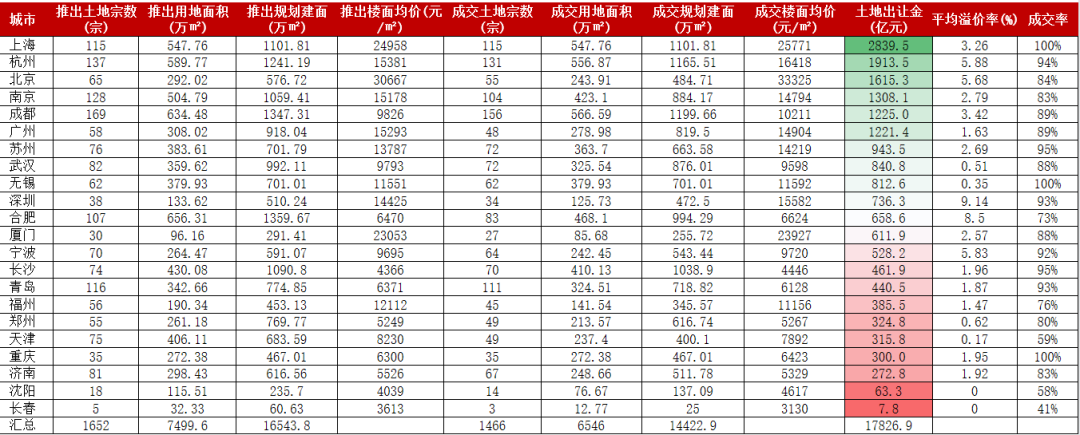 城市 推出土地宗数(宗) 推出用地面积(万㎡) 推出规划建面(万㎡) 推出楼面均价(元/㎡) 成交土地宗数(宗) 成交用地面积(万㎡) 成交规划建面(万㎡) 成交楼面均价(元/㎡) 土地出让金(亿元) 平均溢价率(%) 成交率
上海 115 547.76 1101.81 24958 115 547.76 1101.81 25771 2839.5 3.26 100%
杭州 137 589.77 1241.19 15381 131 556.87 1165.51 16418 1913.5 5.88 94%
北京 65 292.02 576.72 30667 55 243.91 484.71 33325 1615.3 5.68 84%
南京 128 504.79 1059.41 15178 104 423.1 884.17 14794 1308.1 2.79 83%
成都 169 634.48 1347.31 9826 156 566.59 1199.66 10211 1225.0 3.42 89%
广州 58 308.02 918.04 15293 48 278.98 819.5 14904 1221.4 1.63 89%
苏州 76 383.61 701.79 13787 72 363.7 663.58 14219 943.5 2.69 95%
武汉 82 359.62 992.11 9793 72 325.54 876.01 9598 840.8 0.51 88%
无锡 62 379.93 701.01 11551 62 379.93 701.01 11592 812.6 0.35 100%
深圳 38 133.62 510.24 14425 34 125.73 472.5 15582 736.3 9.14 93%
合肥 107 656.31 1359.67 6470 83 468.1 994.29 6624 658.6 8.5 73%
厦门 30 96.16 291.41 23053 27 85.68 255.72 23927 611.9 2.57 88%
宁波 70 264.47 591.07 9695 64 242.45 543.44 9720 528.2 5.83 92%
长沙 74 430.08 1090.8 4366 70 410.13 1038.9 4446 461.9 1.96 95%
青岛 116 342.66 774.85 6371 111 324.51 718.82 6128 440.5 1.87 93%
福州 56 190.34 453.13 12112 45 141.54 345.57 11156 385.5 1.47 76%
郑州 55 261.18 769.77 5249 49 213.57 616.74 5267 324.8 0.62 80%
天津 75 406.11 683.59 8230 49 237.4 400.1 7892 315.8 0.17 59%
重庆 35 272.38 467.01 6300 35 272.38 467.01 6423 300.0 1.95 100%
济南 81 298.43 616.56 5526 67 248.66 511.78 5329 272.8 1.92 83%
沈阳 18 115.51 235.7 4039 14 76.67 137.09 4617 63.3 0 58%
长春 5 32.33 60.63 3613 3 12.77 25 3130 7.8 0 41%
汇总 1652 7499.6 16543.8 1466 6546 14422.9 17826.9